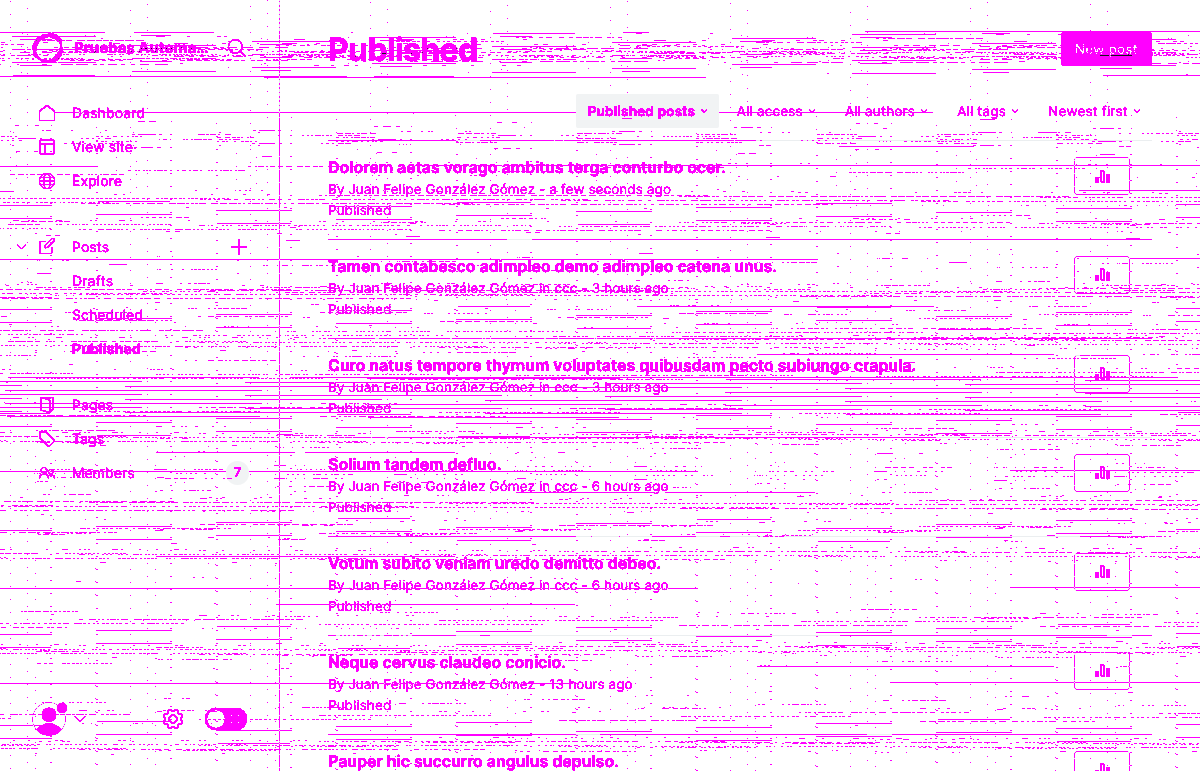 Pruebas Automa...
Published
New post
Dashboard
View site
Explore
Posts
Drafts
Scheduled
Published
Pages
Tags
Members 7
Published posts All access All authors All tags Newest first
Dolorem aetas vorago ambitus terga conturbo acer.
By Juan Felipe González Gómez - a few seconds ago
Published
Tamen contabesco adimpleo demo adimpleo catena unus.
By Juan Felipe González Gómez in ccc - 3 hours ago
Published
Curo natus tempore thymum voluptates quibusdam pecto subiungo crapula.
By Juan Felipe González Gómez in ccc - 3 hours ago
Published
Solium tandem defluo.
By Juan Felipe González Gómez in ccc - 6 hours ago
Published
Votum subito veniam uredo demitto debeo.
By Juan Felipe González Gómez in ccc - 6 hours ago
Published
Neque cervus claudeo conicio.
By Juan Felipe González Gómez - 13 hours ago
Published
Pauper hic succurro angulus depulso.